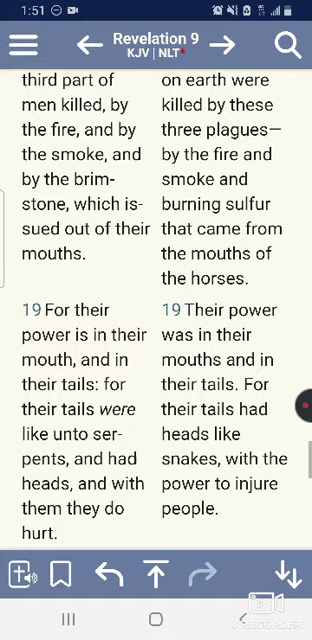 1:51
Revelation 9
KJV | NLT*
third part of
men killed, by
the fire, and by
the smoke, and
by the brim-
stone, which is-
sued out of their
mouths.
19 For their
power is in their
mouth, and in
their tails: for
their tails were
like unto ser-
pents, and had
heads, and with
them they do
hurt.
on earth were
killed by these
three plagues—
by the fire and
smoke and
burning sulfur
that came from
the mouths of
the horses.
19 Their power
was in their
mouths and in
their tails. For
their tails had
heads like
snakes, with the
power to injure
people.
V RECORDER